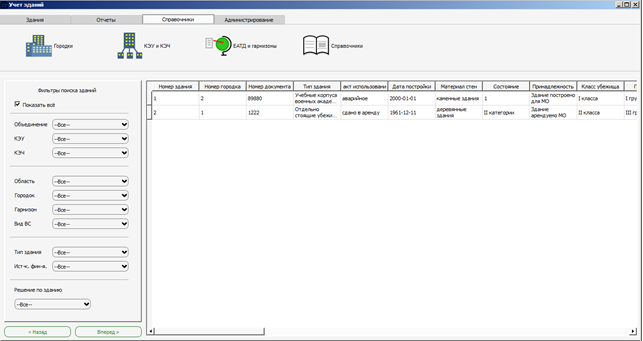 Учет зданий
Здания Отчеты Справочники Администрирование
Городки КЭУ и КЭЧ ЕАТД и гарнизоны Справочники
Фильтры поиска зданий
Показать всё
Объединение --Все--
КЭУ --Все--
КЭЧ --Все--
Область --Все--
Городок --Все--
Гарнизон --Все--
Вид ВС --Все--
Тип здания --Все--
Ист-к. фин-я. --Все--
Решение по зданию
--Все--
< Назад Вперед >
Номер здания Номер городка Номер документа Тип здания акт использовани Дата постройки Материал стен Состояние Принадлежность Класс убежища Г
1 2 89880 Учебные корпуса военных акаде... аварийное 2000-01-01 каменные здания 1 Здание построено для МО I класса I гру
2 1 1222 Отдельно стоящие убежи... сдано в аренду 1961-12-11 деревянные здания II категории Здание арендуемо МО II класса III гр